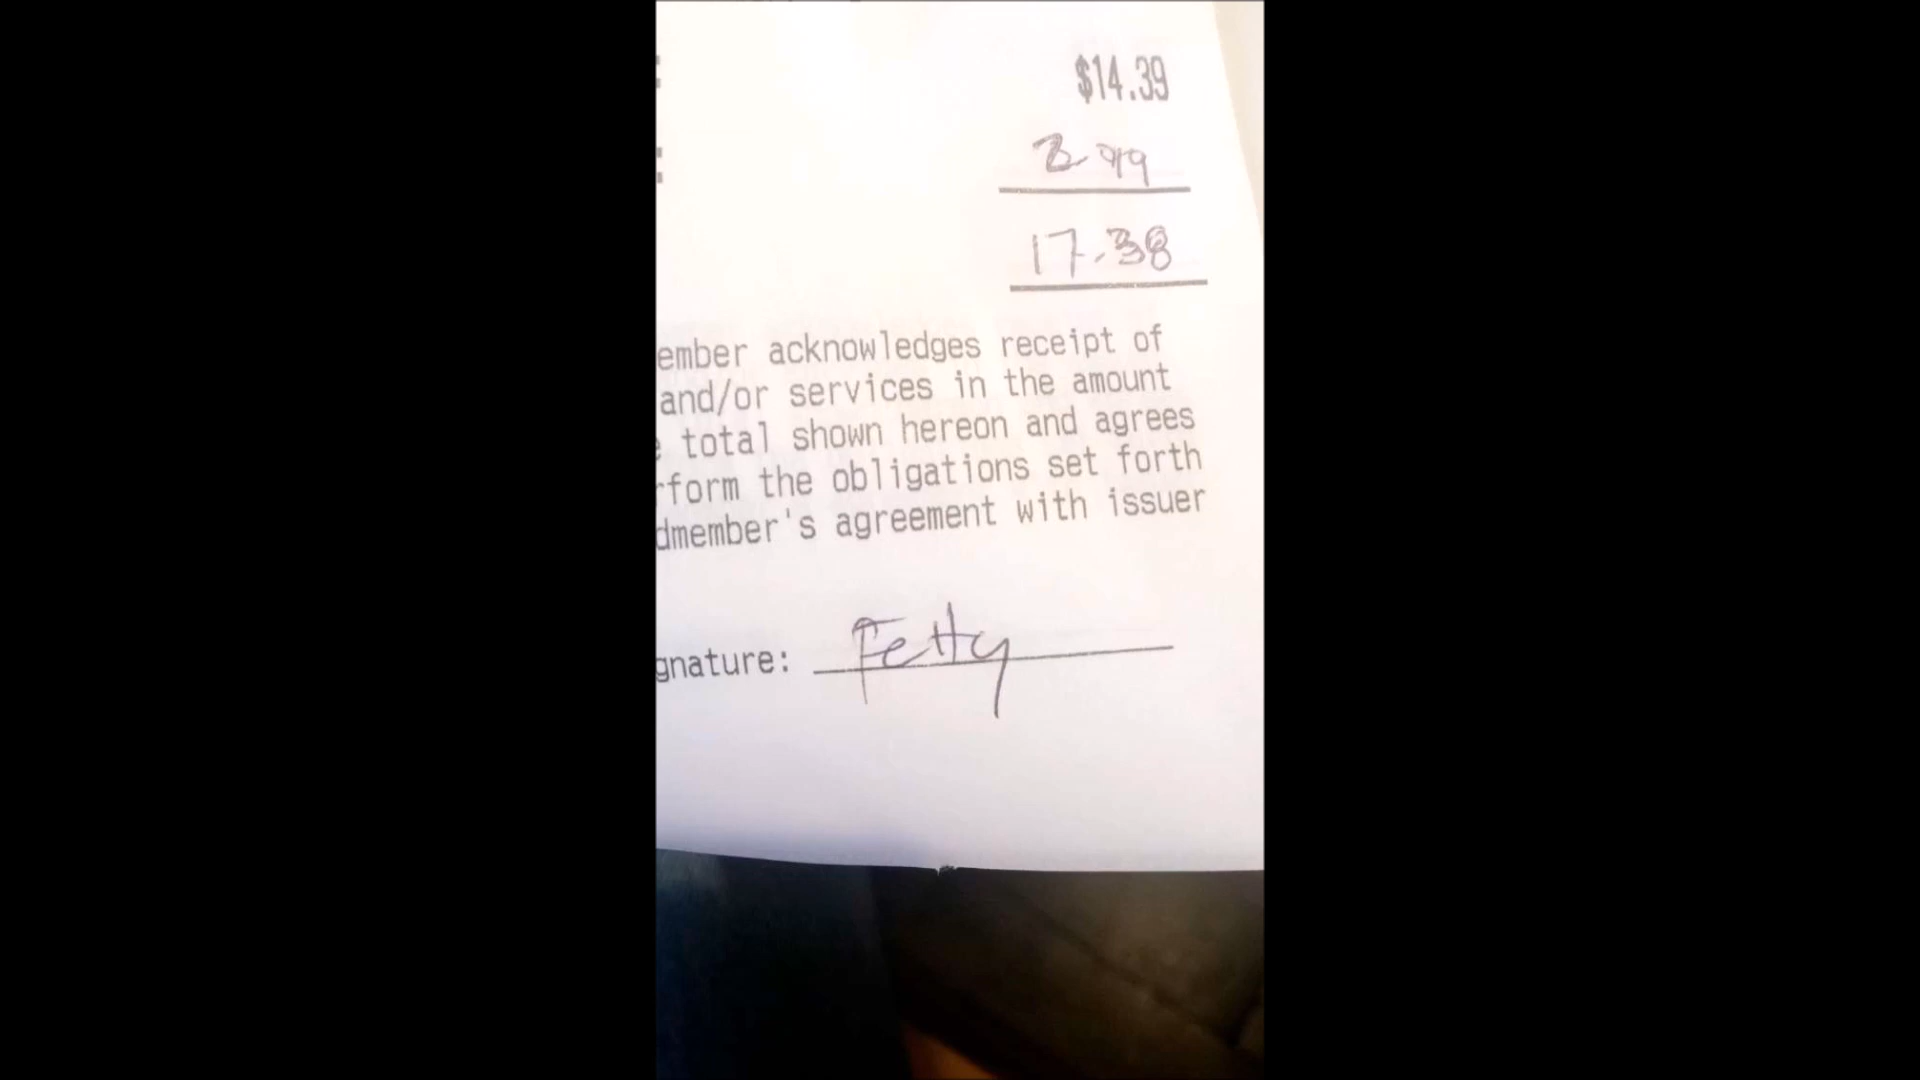 $14.39
2.99
17.38
ember acknowledges receipt of
and/or services in the amount
total shown hereon and agrees
form the obligations set forth
dmember's agreement with issuer
gnature: Fetty